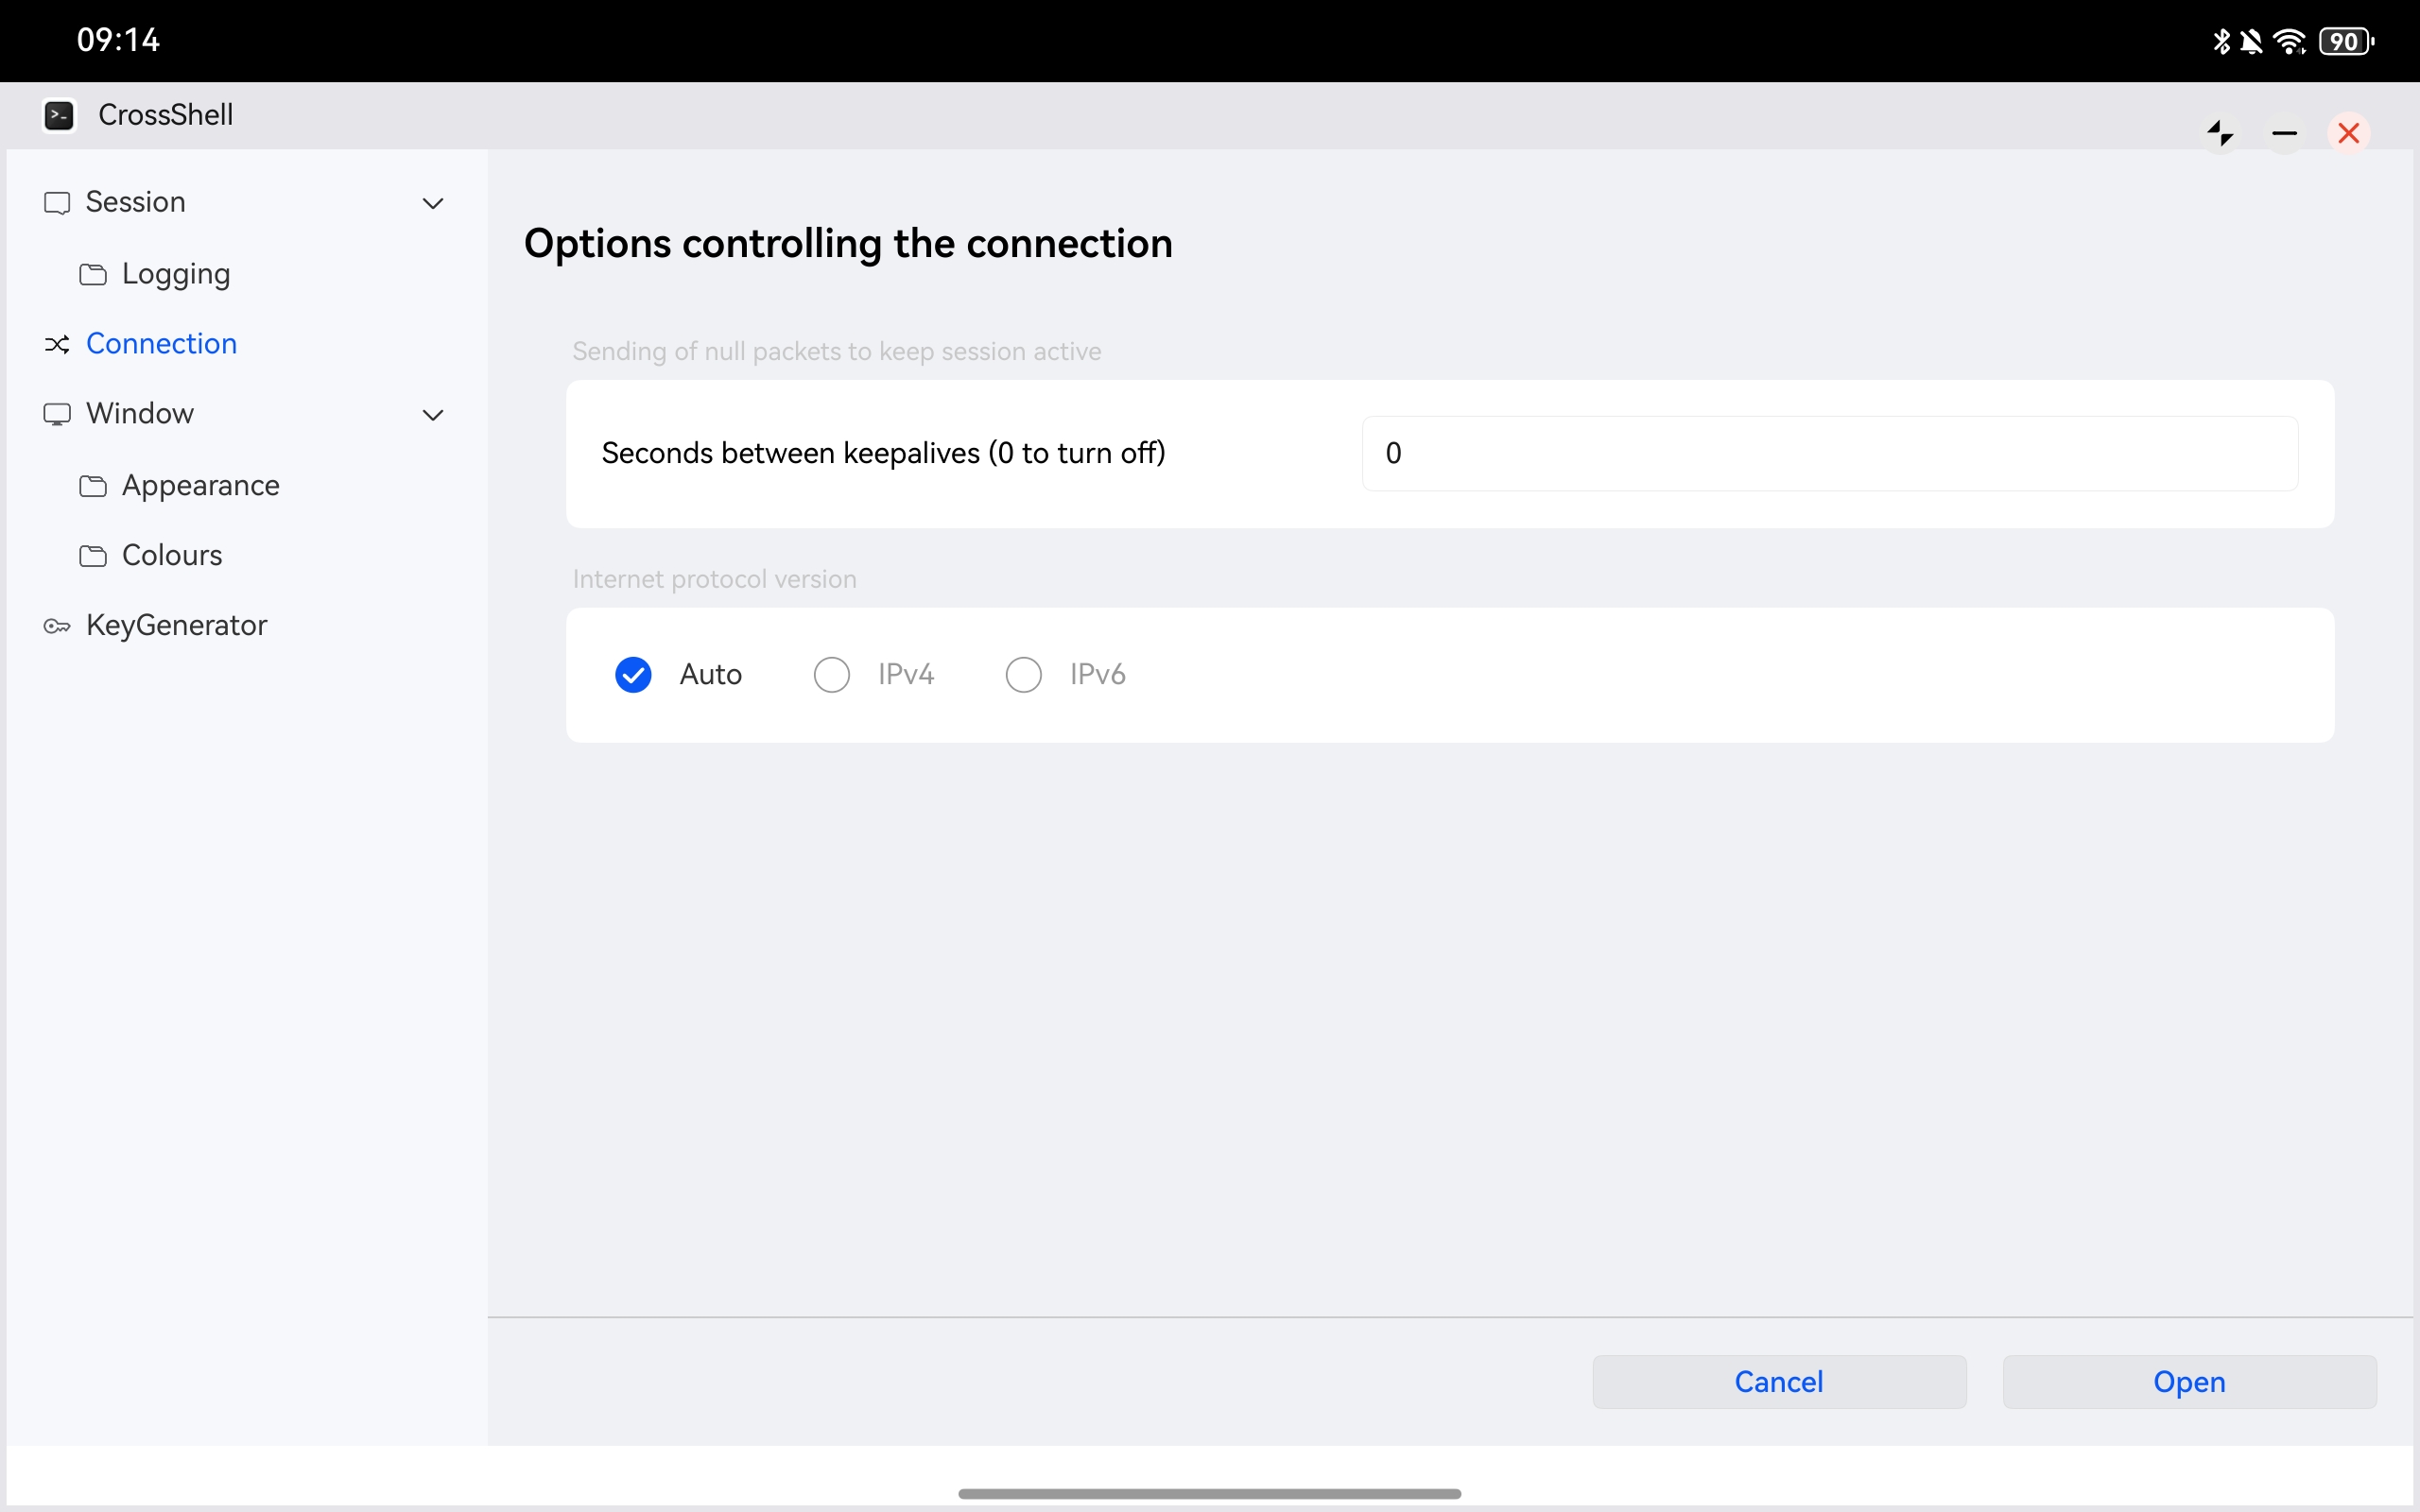 09:14
90
CrossShell
Session
Logging
Connection
Window
Appearance
Colours
KeyGenerator
Options controlling the connection
Sending of null packets to keep session active
Seconds between keepalives (0 to turn off)
0
Internet protocol version
Auto
IPv4
IPv6
Cancel
Open